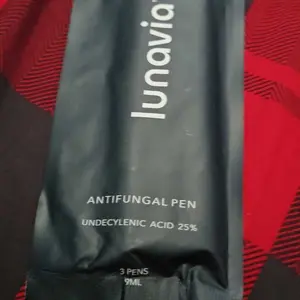 lunavia
ANTIFUNGAL PEN
UNDECYLENIC ACID 25%
3 PENS
9ML